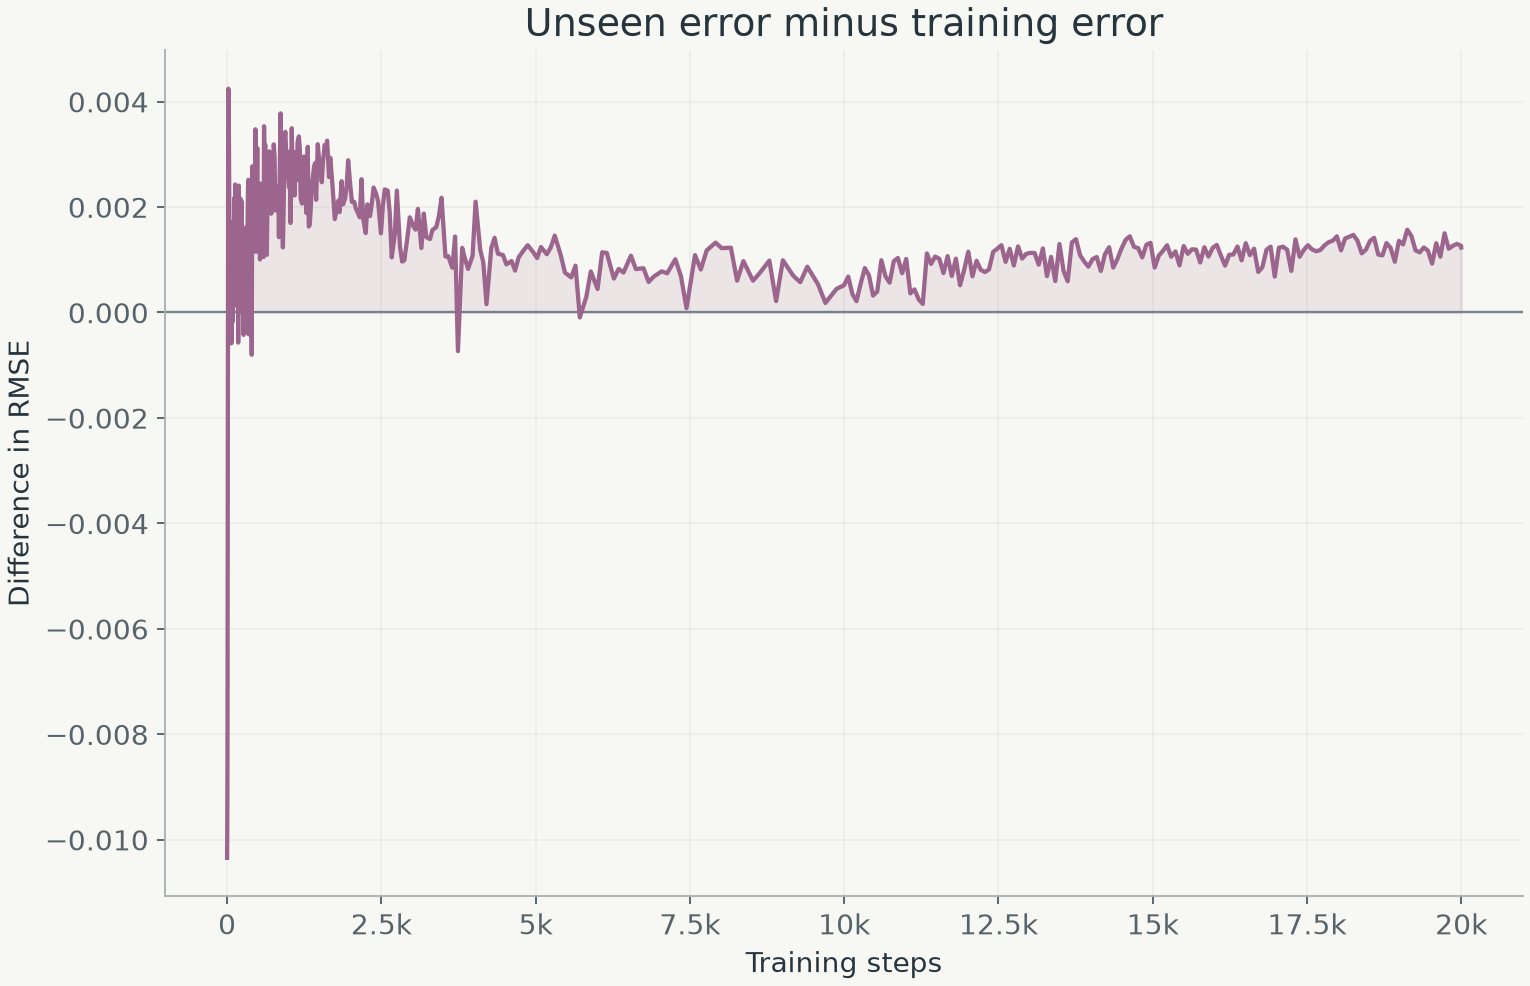 Unseen error minus training error
Difference in RMSE
0.004
0.002
0.000
−0.002
−0.004
−0.006
−0.008
−0.010
0 2.5k 5k 7.5k 10k 12.5k 15k 17.5k 20k
Training steps